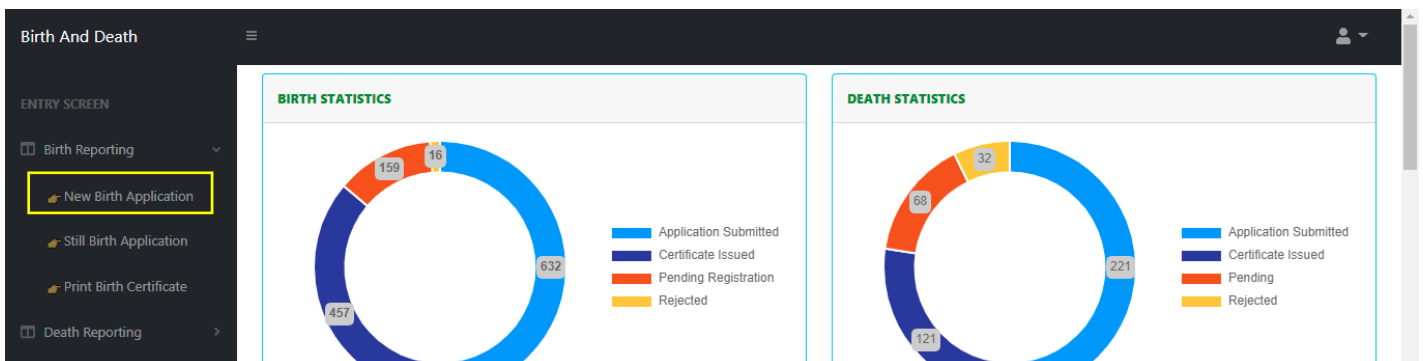 Birth And Death
ENTRY SCREEN
Birth Reporting
New Birth Application
Still Birth Application
Print Birth Certificate
Death Reporting
BIRTH STATISTICS
16
159
632
457
Application Submitted
Certificate Issued
Pending Registration
Rejected
DEATH STATISTICS
32
68
221
121
Application Submitted
Certificate Issued
Pending
Rejected